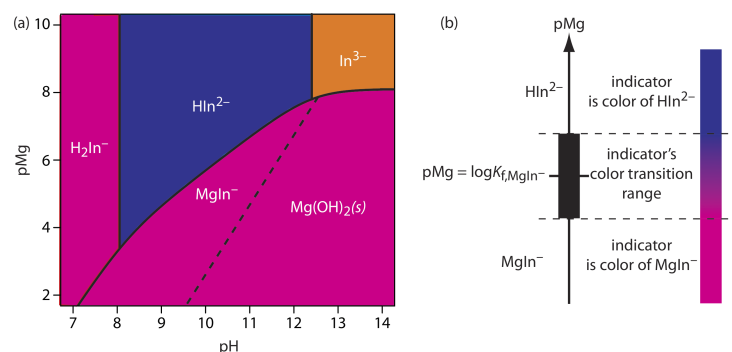 (a)
10
8
6
4
2
pMg
7 8 9 10 11 12 13 14
pH
H₂In⁻
HIn²⁻
In³⁻
MgIn⁻
Mg(OH)₂(s)
(b)
pMg
HIn²⁻
indicator
is color of HIn²⁻
pMg = logK_f,MgIn⁻
indicator's
color transition
range
MgIn⁻
indicator
is color of MgIn⁻